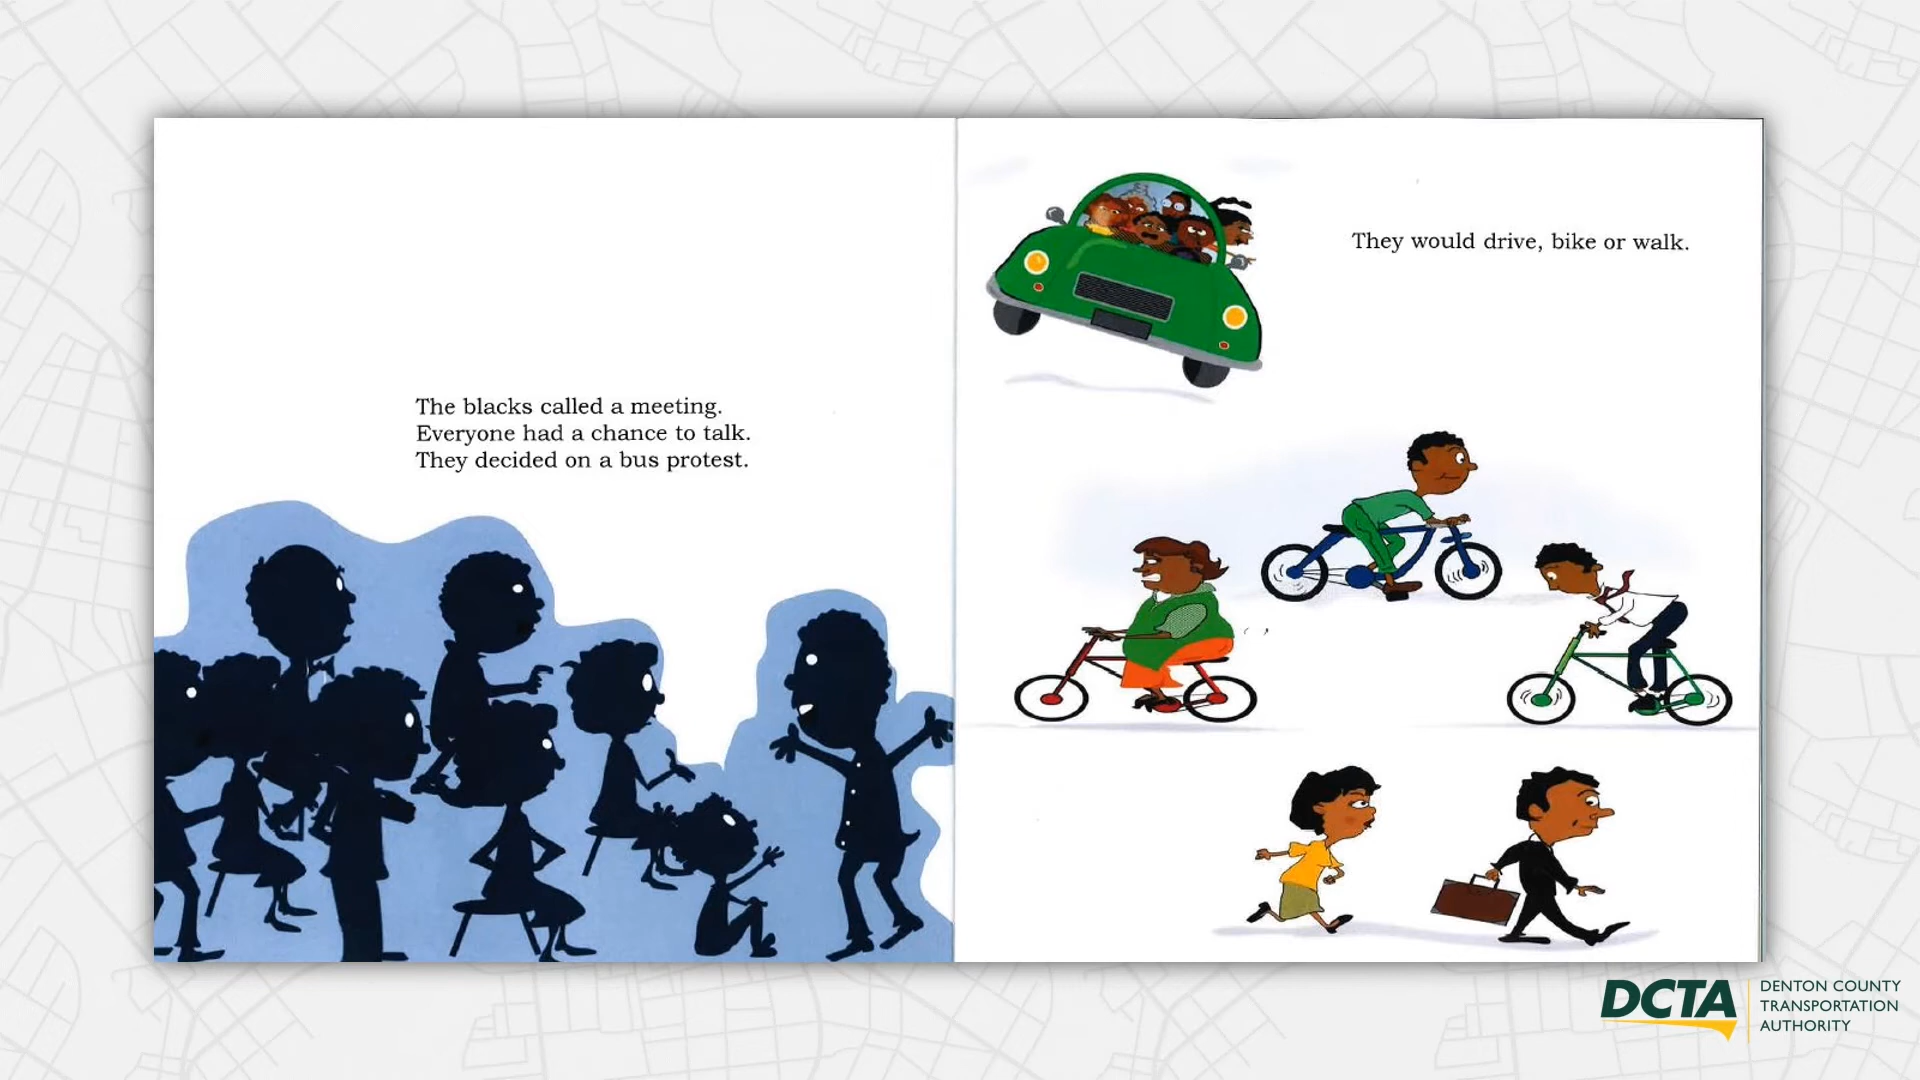 The blacks called a meeting.
Everyone had a chance to talk.
They decided on a bus protest.
They would drive, bike or walk.
DCTA
DENTON COUNTY
TRANSPORTATION
AUTHORITY